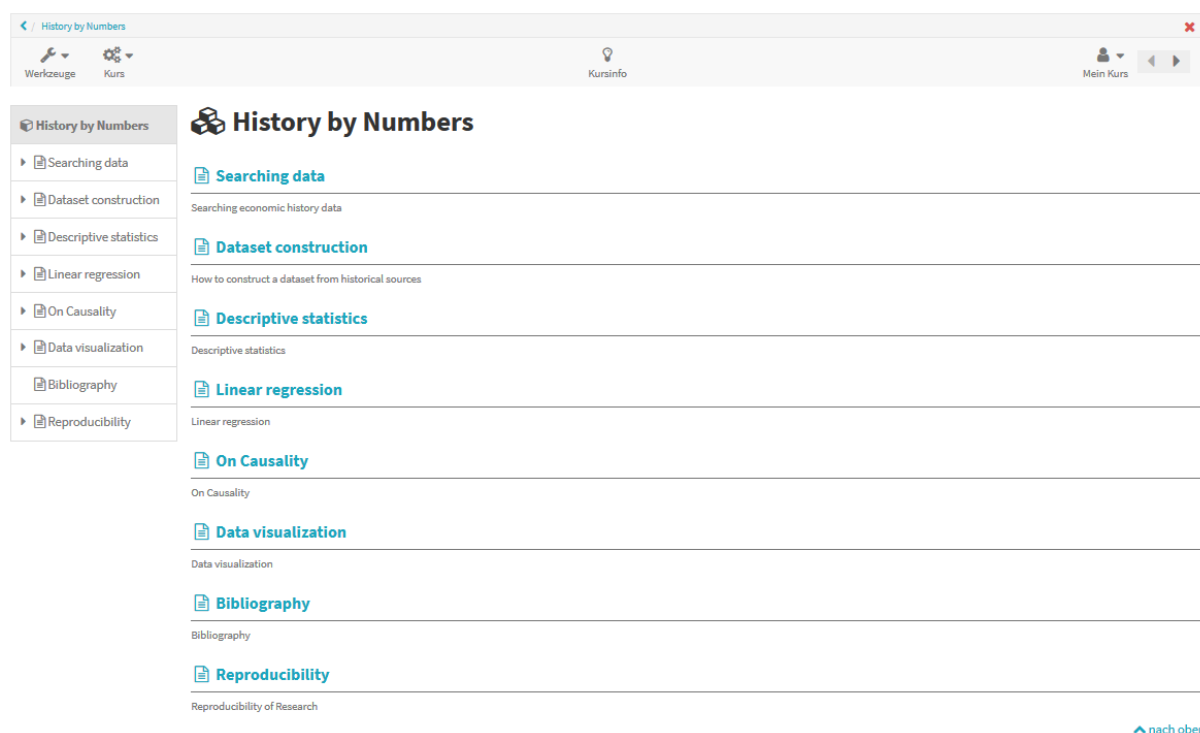 / History by Numbers
Werkzeuge
Kurs
Kursinfo
Mein Kurs
History by Numbers
Searching data
Dataset construction
Descriptive statistics
Linear regression
On Causality
Data visualization
Bibliography
Reproducibility
History by Numbers
Searching data
Searching economic history data
Dataset construction
How to construct a dataset from historical sources
Descriptive statistics
Descriptive statistics
Linear regression
Linear regression
On Causality
On Causality
Data visualization
Data visualization
Bibliography
Bibliography
Reproducibility
Reproducibility of Research
nach ober